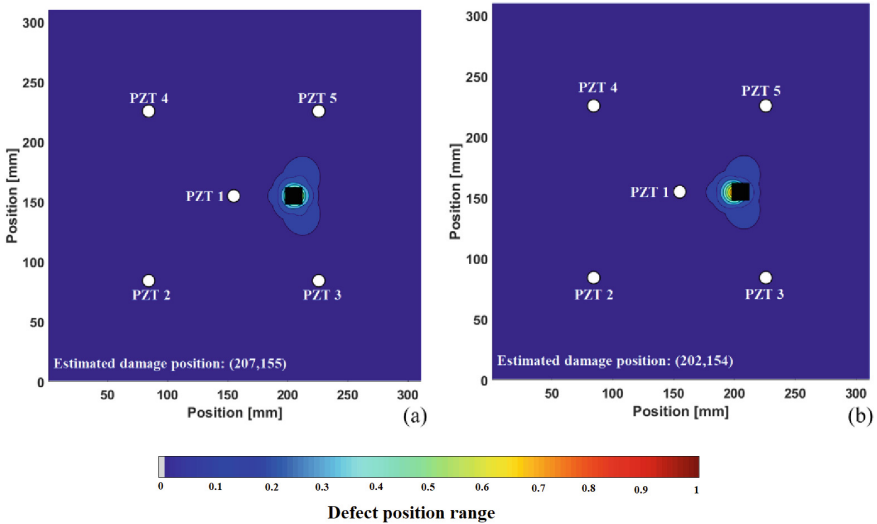 300
250
200
150
100
50
0
Position [mm]
PZT 4
PZT 5
PZT 1
PZT 2
PZT 3
Estimated damage position: (207,155)
50 100 150 200 250 300
Position [mm]
(a)
300
250
200
150
100
50
0
Position [mm]
PZT 4
PZT 5
PZT 1
PZT 2
PZT 3
Estimated damage position: (202,154)
50 100 150 200 250 300
Position [mm]
(b)
0 0.1 0.2 0.3 0.4 0.5 0.6 0.7 0.8 0.9 1
Defect position range